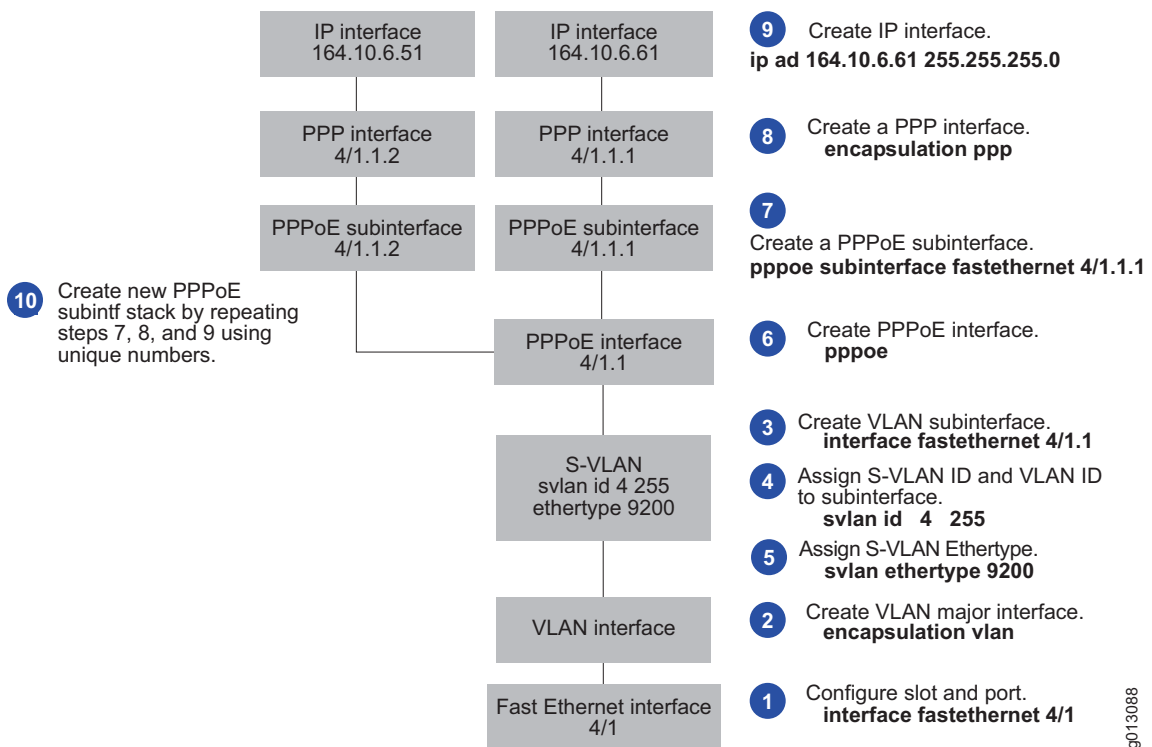 IP interface
164.10.6.51
IP interface
164.10.6.61
9 Create IP interface.
ip ad 164.10.6.61 255.255.255.0
PPP interface
4/1.1.2
PPP interface
4/1.1.1
8 Create a PPP interface.
encapsulation ppp
PPPoE subinterface
4/1.1.2
PPPoE subinterface
4/1.1.1
7
Create a PPPoE subinterface.
pppoe subinterface fastethernet 4/1.1.1
10 Create new PPPoE
subintf stack by repeating
steps 7, 8, and 9 using
unique numbers.
PPPoE interface
4/1.1
6 Create PPPoE interface.
pppoe
S-VLAN
svlan id 4 255
ethertype 9200
3 Create VLAN subinterface.
interface fastethernet 4/1.1
4 Assign S-VLAN ID and VLAN ID
to subinterface.
svlan id 4 255
5 Assign S-VLAN Ethertype.
svlan ethertype 9200
VLAN interface
2 Create VLAN major interface.
encapsulation vlan
Fast Ethernet interface
4/1
1 Configure slot and port.
interface fastethernet 4/1
g013088